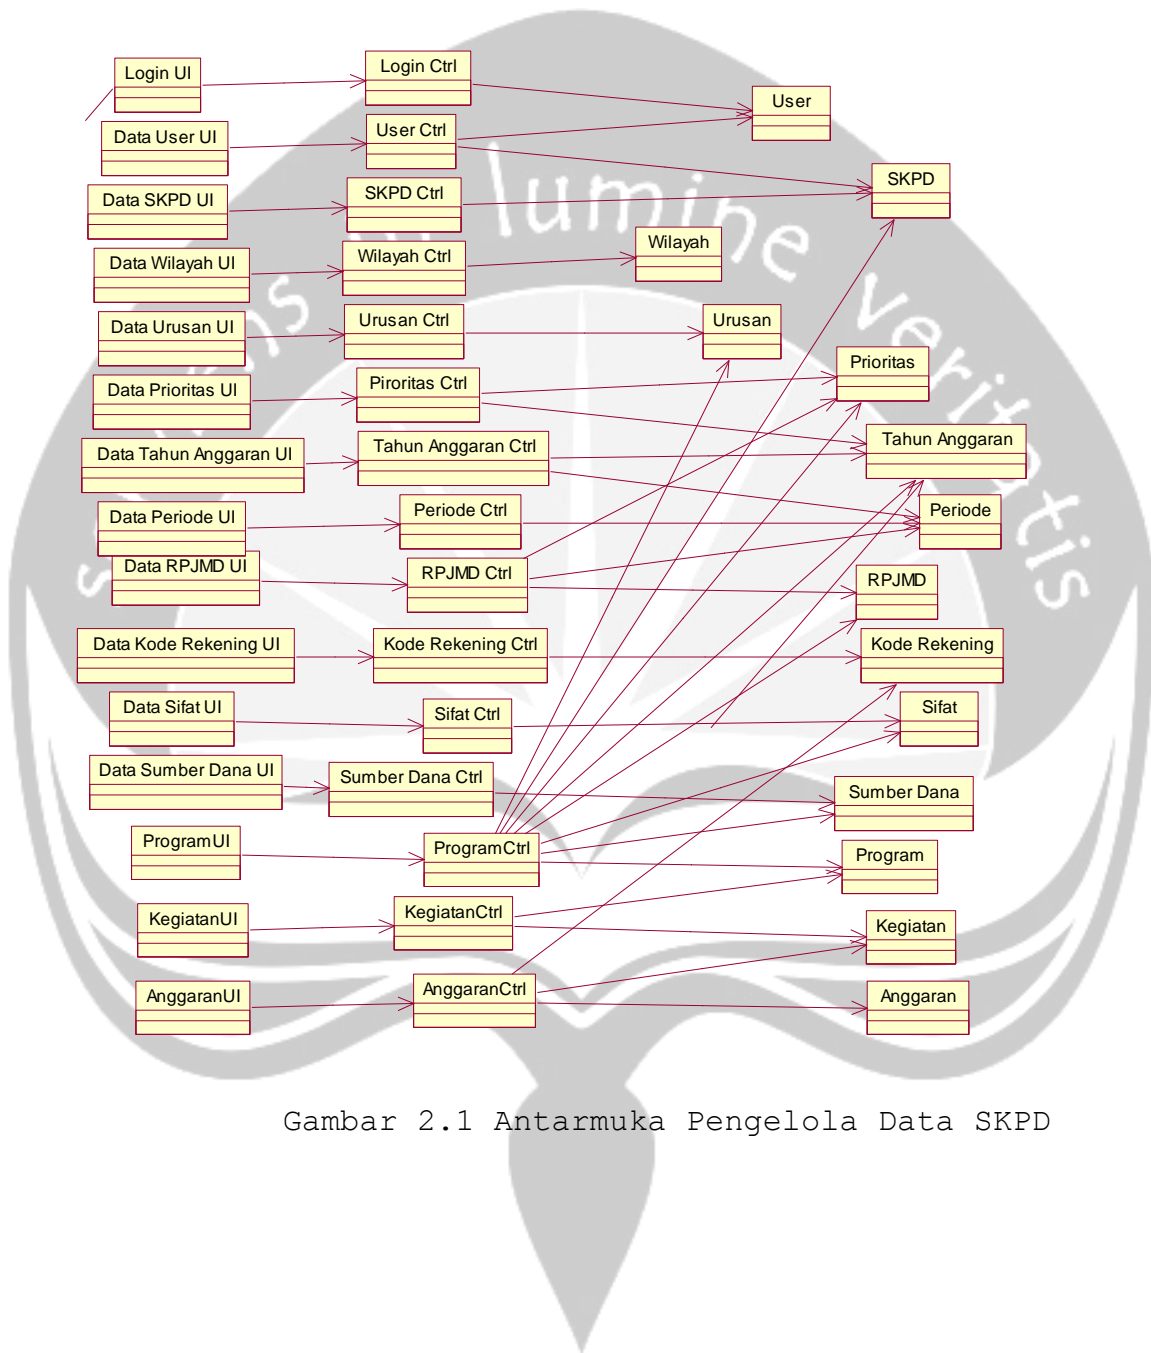 Login UI
Login Ctrl
User
Data User UI
User Ctrl
SKPD
Data SKPD UI
SKPD Ctrl
Wilayah
Data Wilayah UI
Wilayah Ctrl
Urusan
Data Urusan UI
Urusan Ctrl
Prioritas
Data Prioritas UI
Piroritas Ctrl
Tahun Anggaran
Data Tahun Anggaran UI
Tahun Anggaran Ctrl
Periode
Data Periode UI
Periode Ctrl
Data RPJMD UI
RPJMD Ctrl
RPJMD
Data Kode Rekening UI
Kode Rekening Ctrl
Kode Rekening
Data Sifat UI
Sifat Ctrl
Sifat
Data Sumber Dana UI
Sumber Dana Ctrl
Sumber Dana
ProgramUI
ProgramCtrl
Program
KegiatanUI
KegiatanCtrl
Kegiatan
AnggaranUI
AnggaranCtrl
Anggaran
lumine veritatis
Gambar 2.1 Antarmuka Pengelola Data SKPD